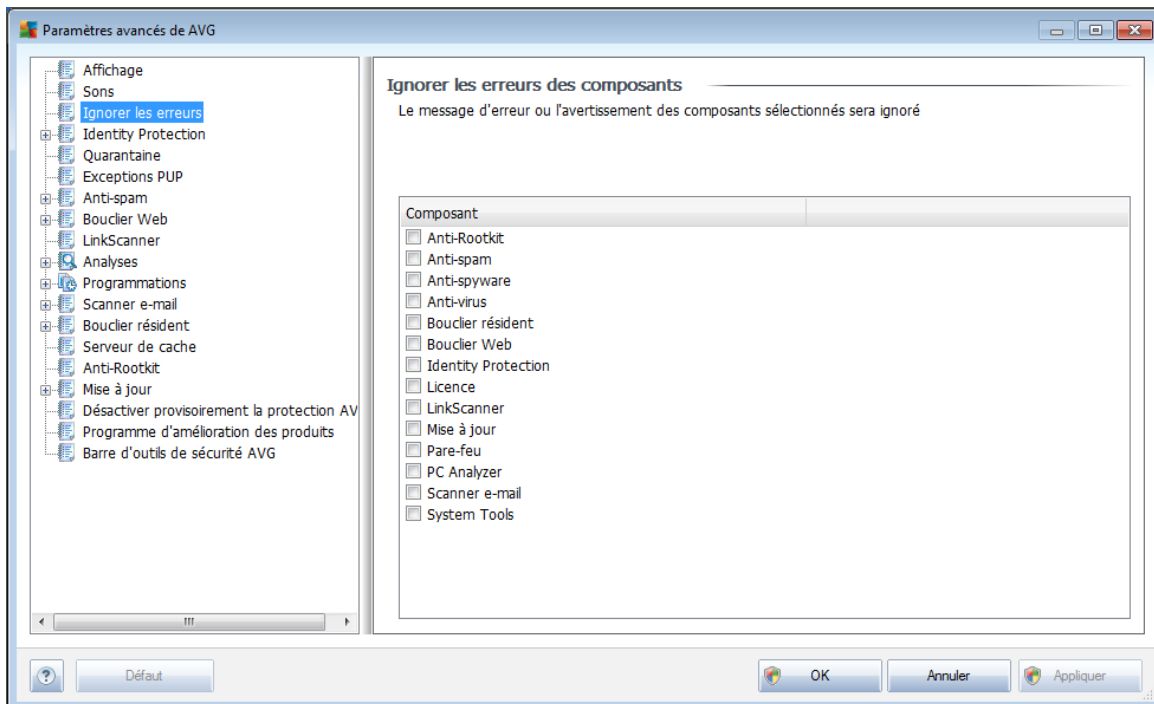 Paramètres avancés de AVG
Affichage
Sons
Ignorer les erreurs
Identity Protection
Quarantaine
Exceptions PUP
Anti-spam
Bouclier Web
LinkScanner
Analyses
Programmations
Scanner e-mail
Bouclier résident
Serveur de cache
Anti-Rootkit
Mise à jour
Désactiver provisoirement la protection AV
Programme d'amélioration des produits
Barre d'outils de sécurité AVG
Ignorer les erreurs des composants
Le message d'erreur ou l'avertissement des composants sélectionnés sera ignoré
Composant
Anti-Rootkit
Anti-spam
Anti-spyware
Anti-virus
Bouclier résident
Bouclier Web
Identity Protection
Licence
LinkScanner
Mise à jour
Pare-feu
PC Analyzer
Scanner e-mail
System Tools
Défaut
OK
Annuler
Appliquer